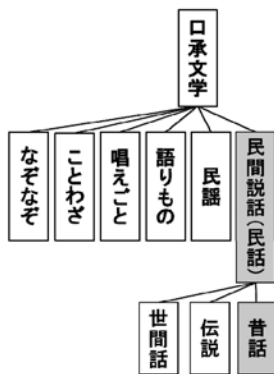 口承文学
民間説話（民話）
民謡
語りもの
唱えごと
ことわざ
なぞなぞ
昔話
伝説
世間話